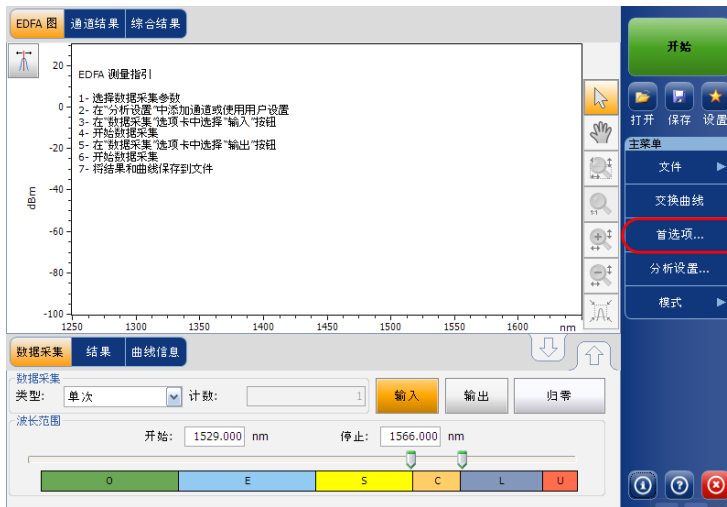 EDFA 图 通道结果 综合结果
开始
20
0
-20
-40
-60
-80
-100
dBm
EDFA 测量指引
1- 选择数据采集参数
2- 在"分析设置"中添加通道或使用用户设置
3- 在"数据采集"选项卡中选择"输入"按钮
4- 开始数据采集
5- 在"数据采集"选项卡中选择"输出"按钮
6- 开始数据采集
7- 将结果和曲线保存到文件
1:1
1250 1300 1350 1400 1450 1500 1550 1600 nm
打开 保存 设置
主菜单
文件
交换曲线
首选项...
分析设置...
模式
数据采集 结果 曲线信息
数据采集
类型: 单次 计数: 1 输入 输出 归零
波长范围
开始: 1529.000 nm 停止: 1566.000 nm
O E S C L U